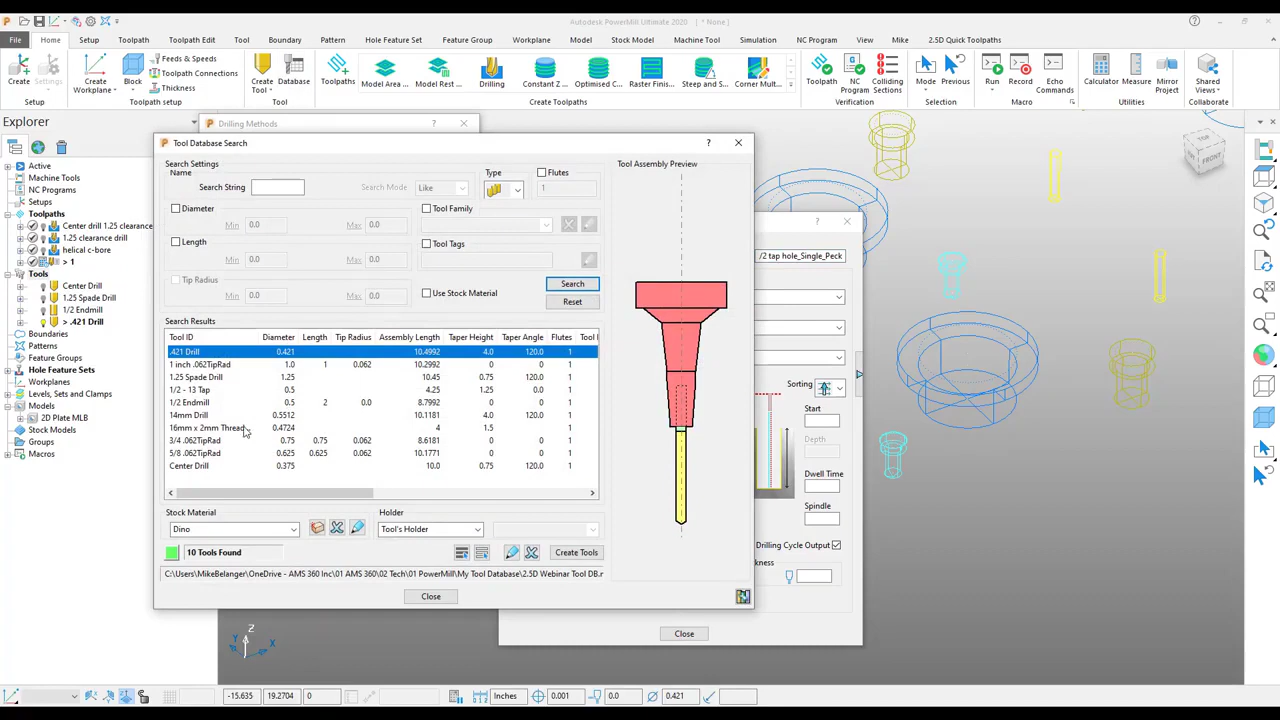 Autodesk PowerMill Ultimate 2020 - [ * None ]
File Home Setup Toolpath Toolpath Edit Tool Boundary Pattern Hole Feature Set Feature Group Workplane Model Stock Model Machine Tool Simulation NC Program View Mike 2.5D Quick Toolpaths
Create Settings
Setup
Create Workplane Block
Feeds & Speeds
Toolpath Connections
Thickness
Toolpath setup
Create Tool Database
Tool
Toolpaths Model Area ... Model Rest ... Drilling Constant Z ... Optimised C... Raster Finis... Steep and S... Corner Mult...
Create Toolpaths
Toolpath NC Program Colliding Sections
Verification
Mode Previous
Selection
Run Record Echo Commands
Macro
Calculator Measure Mirror Project
Utilities
Shared Views
Collaborate
Explorer
Active
Machine Tools
NC Programs
Setups
Toolpaths
Center drill 1.25 clearance
1.25 clearance drill
helical c-bore
> 1
Tools
Center Drill
1.25 Spade Drill
1/2 Endmill
> .421 Drill
Boundaries
Patterns
Feature Groups
Hole Feature Sets
Workplanes
Levels, Sets and Clamps
Models
2D Plate MLB
Stock Models
Groups
Macros
Drilling Methods ?
Tool Database Search ?
Search Settings
Name
Search String
Search Mode Like
Type
Flutes
1
Diameter
Min 0.0 Max 0.0
Tool Family
Length
Min 0.0 Max 0.0
Tool Tags
Tip Radius
Min 0.0 Max 0.0
Use Stock Material
Search
Reset
Search Results
Tool ID Diameter Length Tip Radius Assembly Length Taper Height Taper Angle Flutes Tool I
.421 Drill 0.421 10.4992 4.0 120.0 1
1 inch .062TipRad 1.0 1 0.062 10.2992 0 0 1
1.25 Spade Drill 1.25 10.45 0.75 120.0 1
1/2 - 13 Tap 0.5 4.25 1.25 0.0 1
1/2 Endmill 0.5 2 0.0 8.7992 0 0 1
14mm Drill 0.5512 10.1181 4.0 120.0 1
16mm x 2mm Thread 0.4724 4 1.5 1
3/4 .062TipRad 0.75 0.75 0.062 8.6181 0 0 1
5/8 .062TipRad 0.625 0.625 0.062 10.1771 0 0 1
Center Drill 0.375 10.0 0.75 120.0 1
Stock Material
Dino
Holder
Tool's Holder
10 Tools Found
Create Tools
C:\Users\MikeBelanger\OneDrive - AMS 360 Inc\01 AMS 360\02 Tech\01 PowerMill\My Tool Database\2.5D Webinar Tool DB.m
Close
Tool Assembly Preview
?
/2 tap hole_Single_Peck
Sorting
Start
Depth
Dwell Time
Spindle
Drilling Cycle Output
kness
Close
FRONT
Z
Y
X
-15.635 19.2704 0 Inches 0.001 0.0 0.421